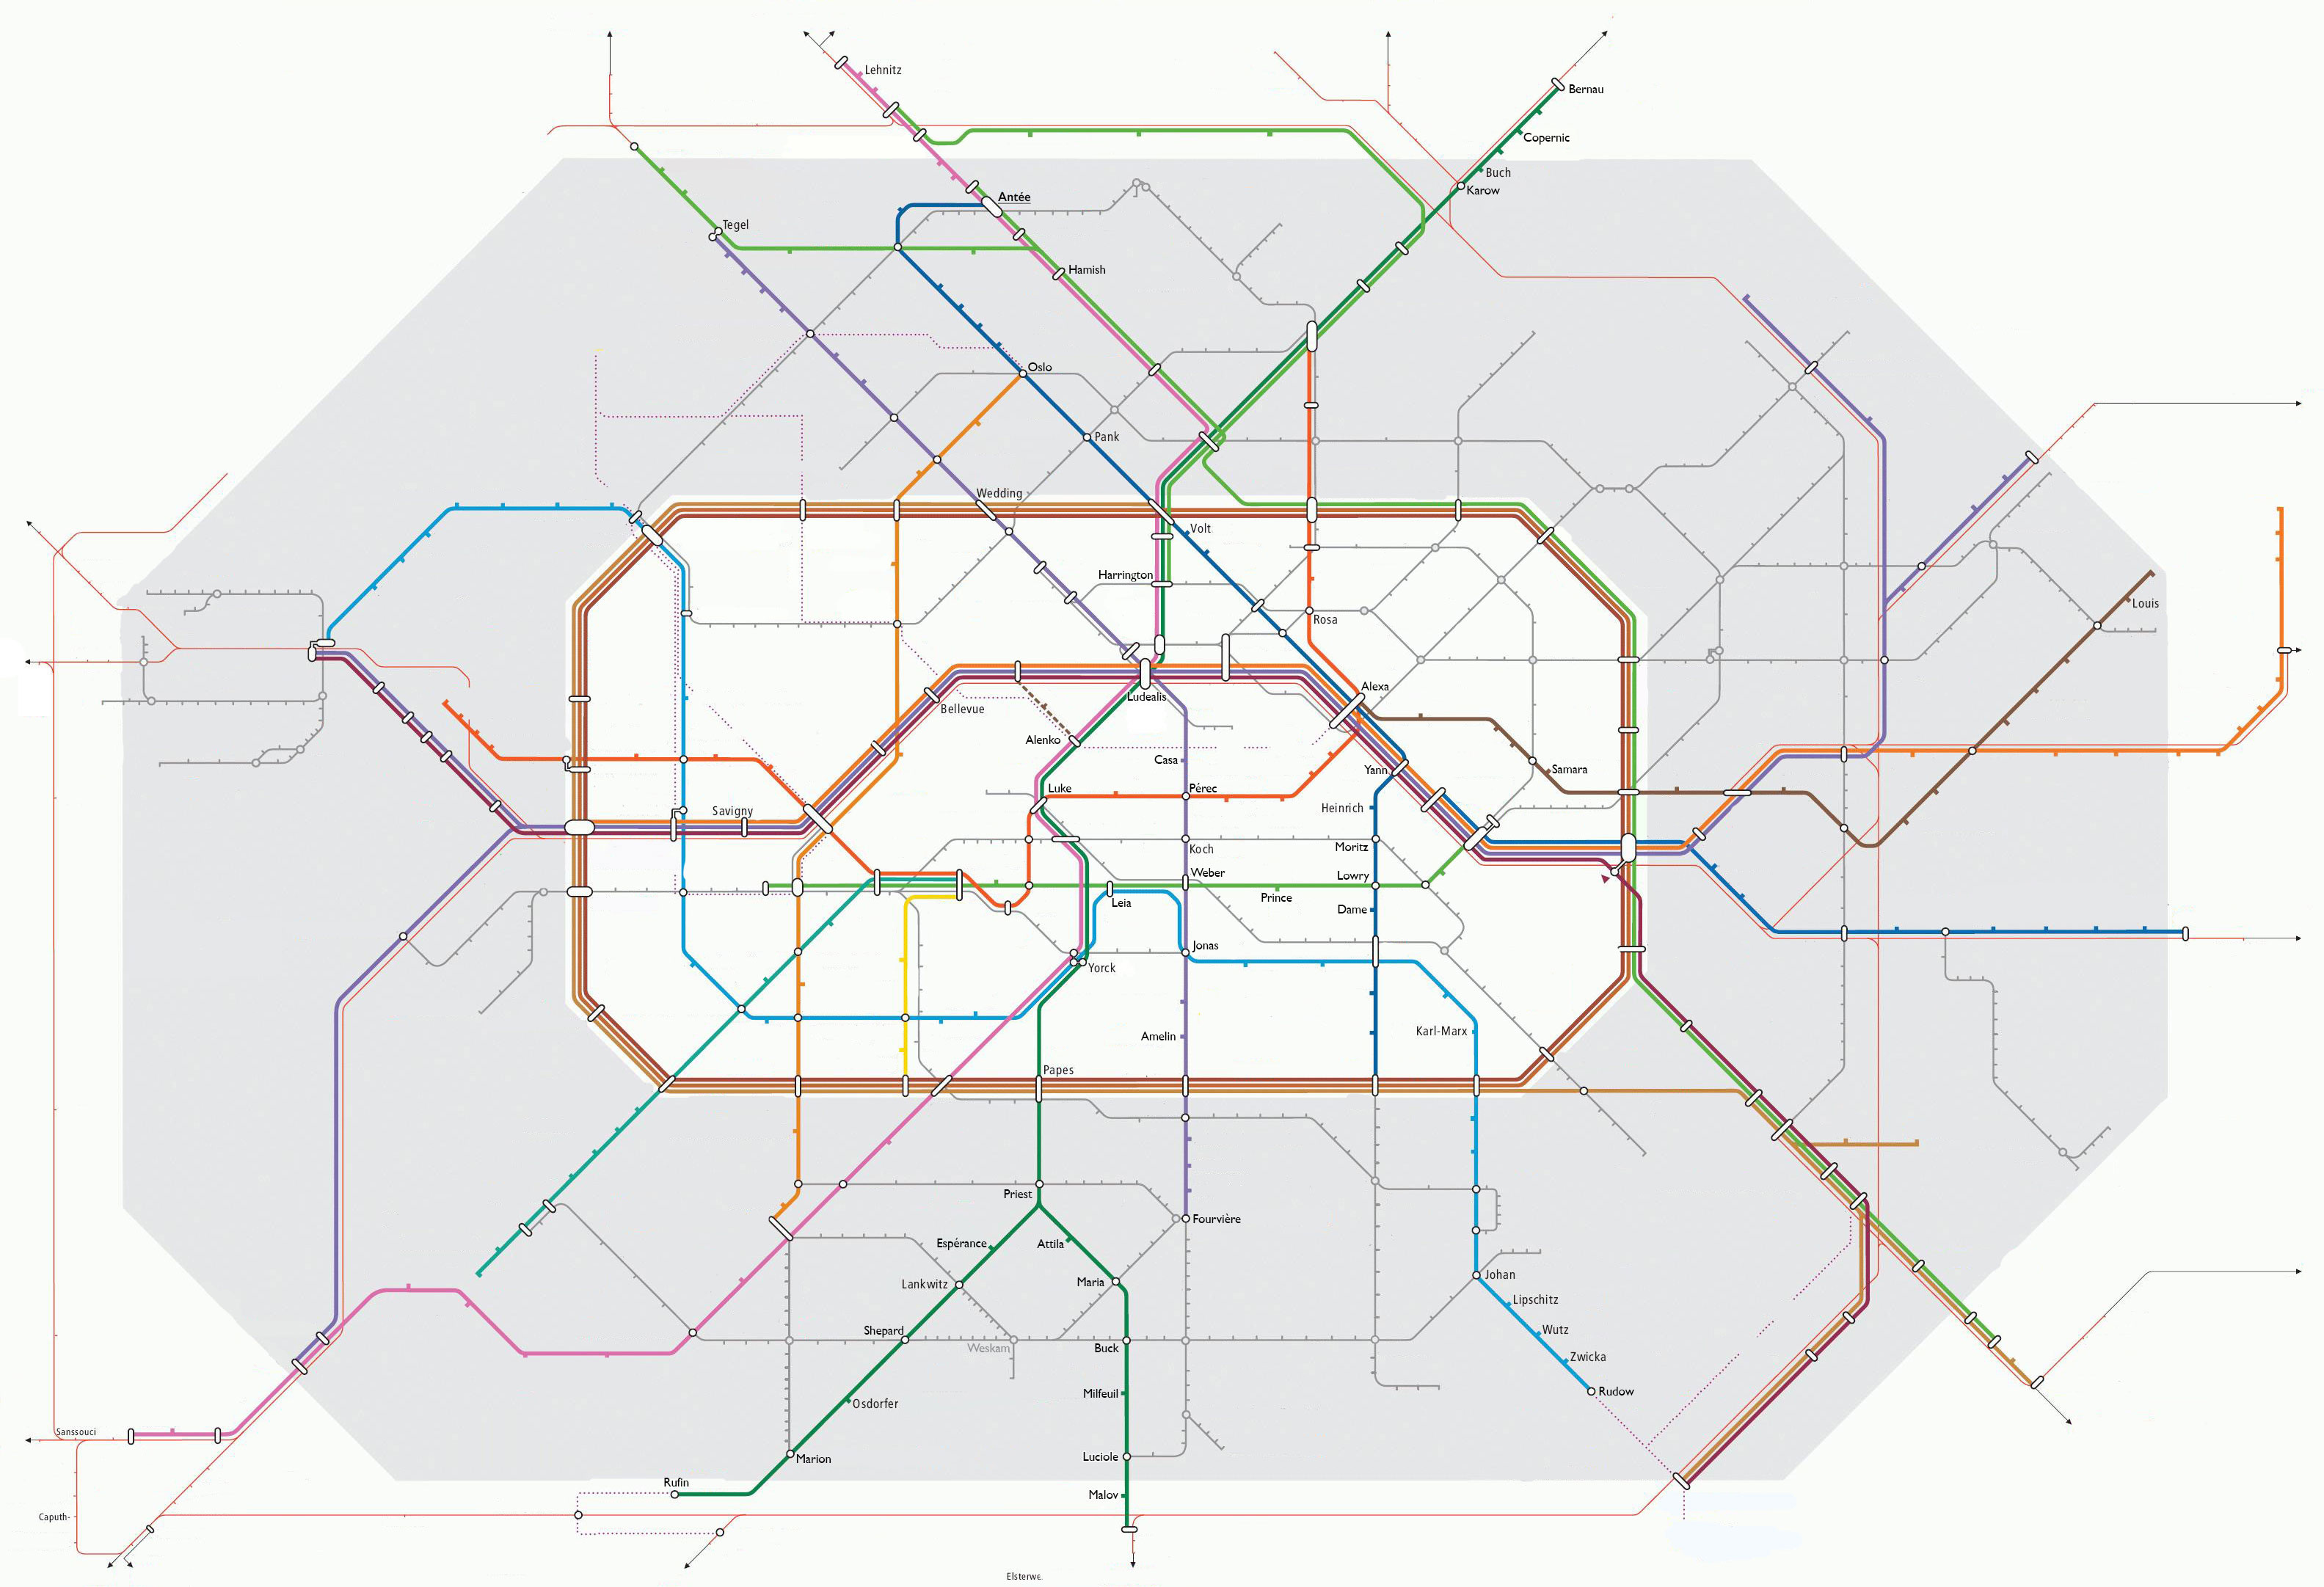 Lehnitz
Bernau
Copernic
Buch
Karow
Antée
Tegel
Hamish
Oslo
Pank
Wedding
Volt
Harrington
Louis
Rosa
Alexa
Ludealis
Bellevue
Alenko
Casa
Yann
Samara
Luke
Pérec
Heinrich
Savigny
Moritz
Koch
Weber
Lowry
Leia
Prince
Dame
Jonas
Yorck
Karl-Marx
Amelin
Papes
Priest
Fourvière
Espérance
Attila
Lankwitz
Maria
Johan
Lipschitz
Shepard
Wutz
Weskam
Buck
Zwicka
Milfeuil
Rudow
Osdorfer
Sanssouci
Marion
Luciole
Rufin
Malov
Caputh-
Elsterwe.